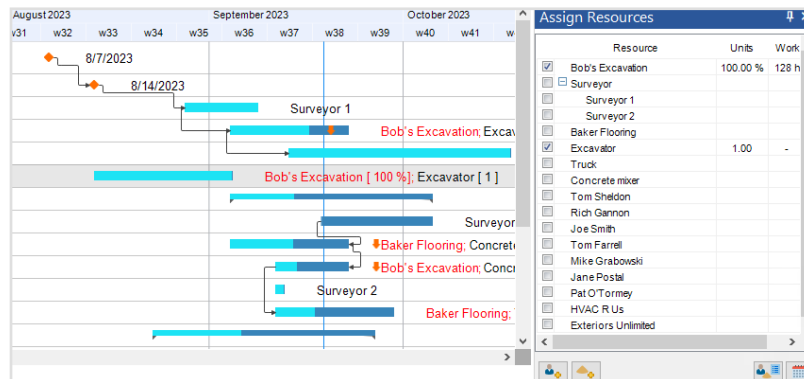 August 2023 September 2023 October 2023
w31 w32 w33 w34 w35 w36 w37 w38 w39 w40 w41
8/7/2023
8/14/2023
Surveyor 1
Bob's Excavation; Excav
Bob's Excavation [ 100 %]; Excavator [ 1 ]
Surveyor
Baker Flooring; Concrete
Bob's Excavation; Conc
Surveyor 2
Baker Flooring;
Assign Resources
Resource Units Work
Bob's Excavation 100.00 % 128 h
Surveyor
Surveyor 1
Surveyor 2
Baker Flooring
Excavator 1.00 -
Truck
Concrete mixer
Tom Sheldon
Rich Gannon
Joe Smith
Tom Farrell
Mike Grabowski
Jane Postal
Pat O'Tormey
HVAC R Us
Exteriors Unlimited